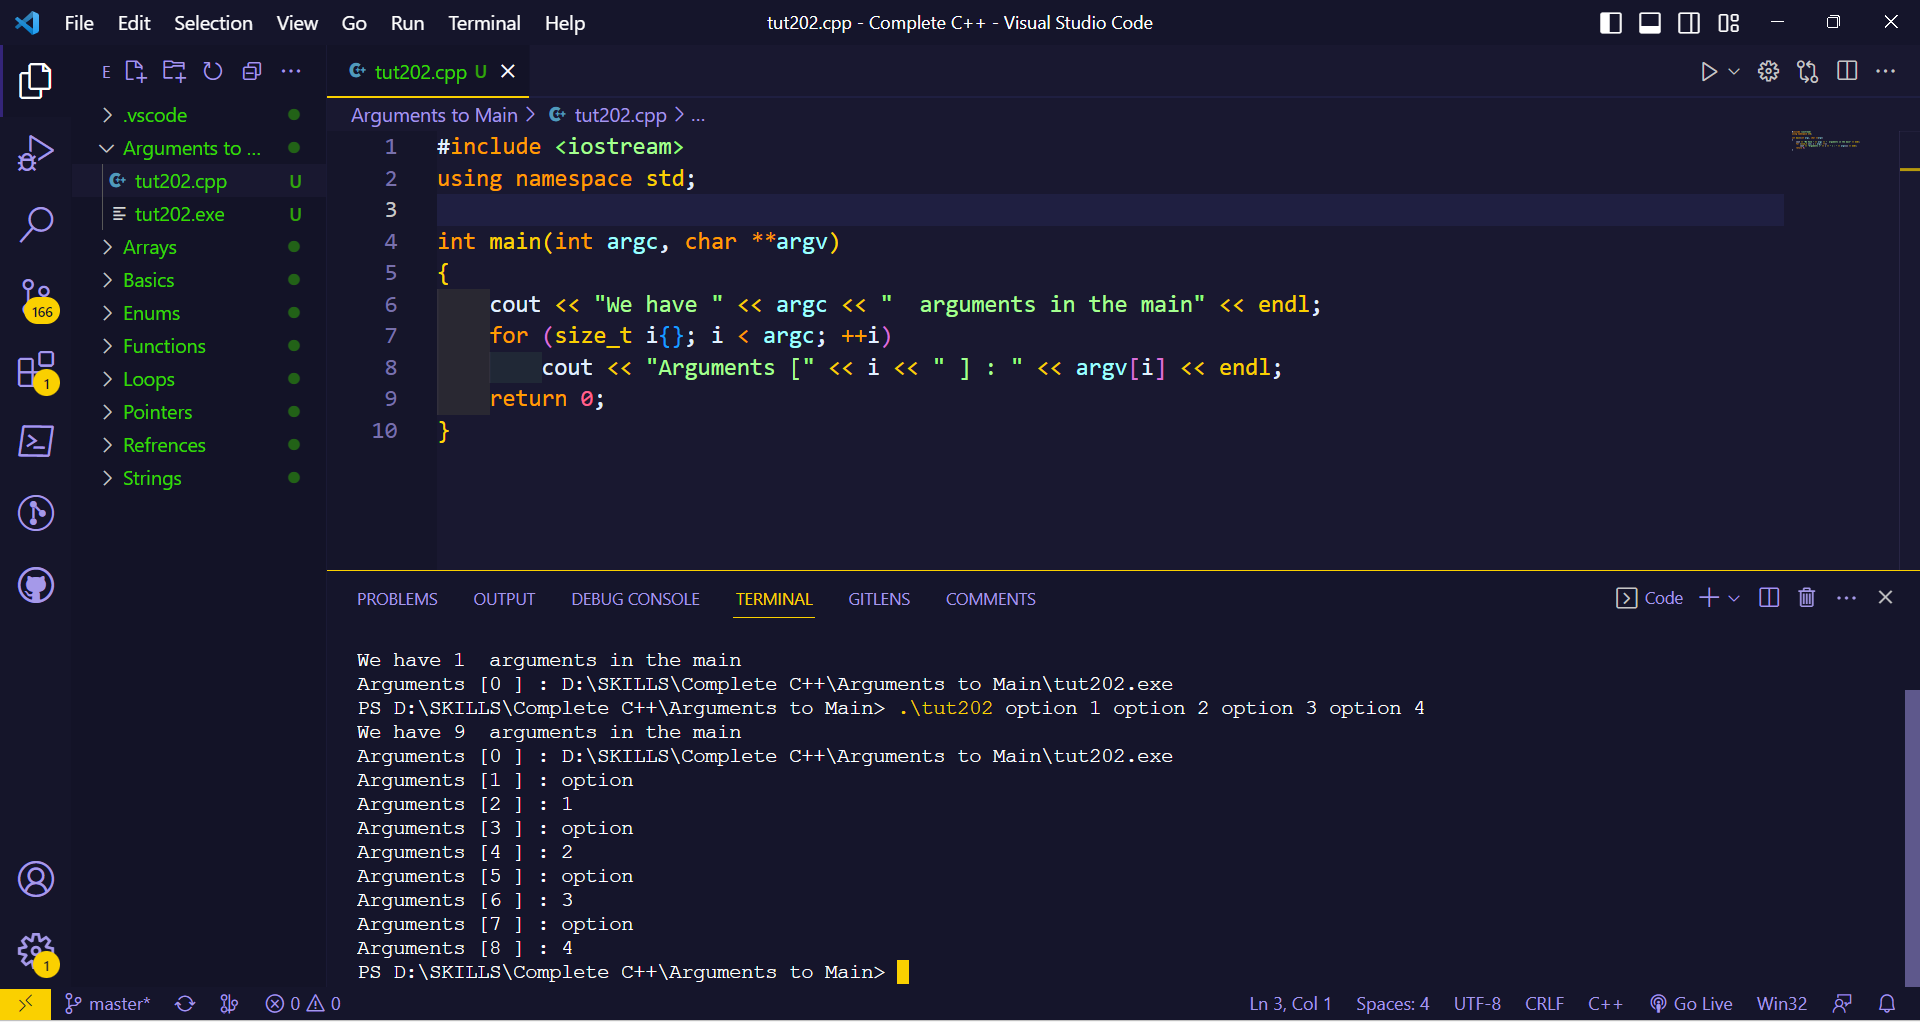 File Edit Selection View Go Run Terminal Help
tut202.cpp - Complete C++ - Visual Studio Code
E
tut202.cpp U
.vscode
Arguments to ...
tut202.cpp U
tut202.exe U
Arrays
Basics
Enums
Functions
Loops
Pointers
Refrences
Strings
166
1
1
Arguments to Main > tut202.cpp > ...
1 #include <iostream>
2 using namespace std;
3
4 int main(int argc, char **argv)
5 {
6 cout << "We have " << argc << "  arguments in the main" << endl;
7 for (size_t i{}; i < argc; ++i)
8 cout << "Arguments [" << i << " ] : " << argv[i] << endl;
9 return 0;
10 }
PROBLEMS OUTPUT DEBUG CONSOLE TERMINAL GITLENS COMMENTS
Code
We have 1  arguments in the main
Arguments [0 ] : D:\SKILLS\Complete C++\Arguments to Main\tut202.exe
PS D:\SKILLS\Complete C++\Arguments to Main> .\tut202 option 1 option 2 option 3 option 4
We have 9  arguments in the main
Arguments [0 ] : D:\SKILLS\Complete C++\Arguments to Main\tut202.exe
Arguments [1 ] : option
Arguments [2 ] : 1
Arguments [3 ] : option
Arguments [4 ] : 2
Arguments [5 ] : option
Arguments [6 ] : 3
Arguments [7 ] : option
Arguments [8 ] : 4
PS D:\SKILLS\Complete C++\Arguments to Main>
master* 0 0
Ln 3, Col 1 Spaces: 4 UTF-8 CRLF C++ Go Live Win32